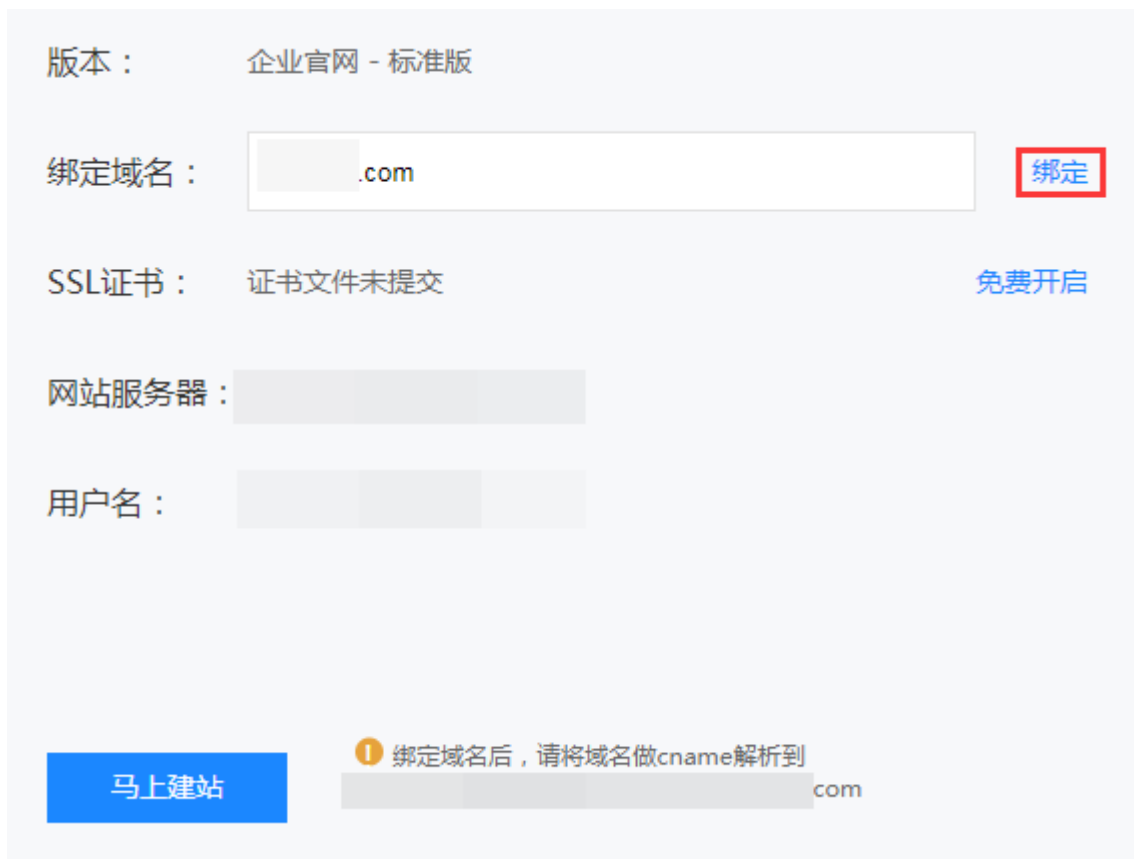 版本： 企业官网 - 标准版
绑定域名： .com 绑定
SSL证书： 证书文件未提交 免费开启
网站服务器：
用户名：
绑定域名后，请将域名做cname解析到
马上建站 com